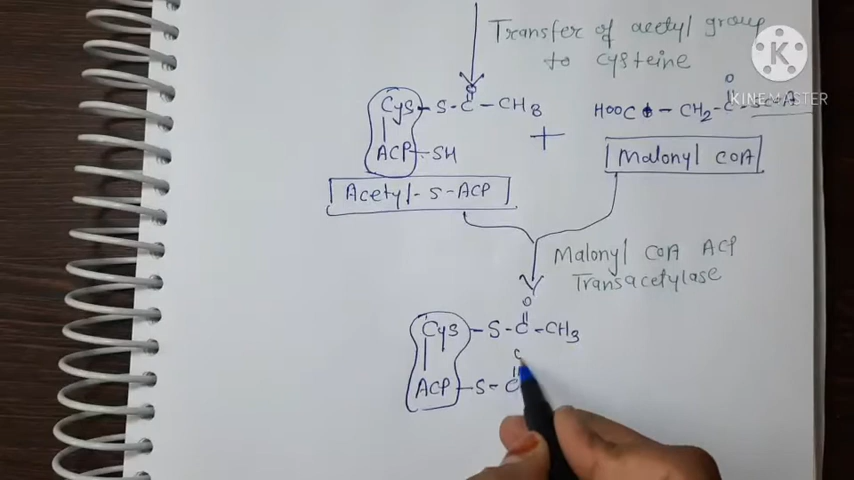 Transfer of acetyl group
to cysteine
KINEMASTER
O
Cys - S - C - CH3
ACP - SH
Acetyl - S - ACP
+
O
HOOC - CH2 - C - SCOA
Malonyl COA
Malonyl COA ACP
Transacetylase
O
Cys - S - C - CH3
O
ACP - S - C